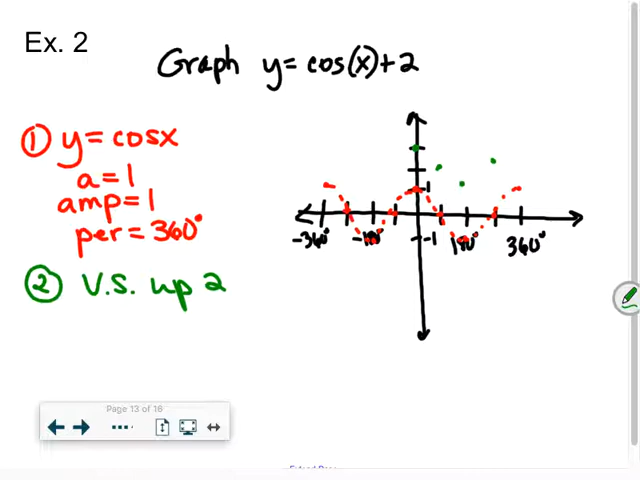 Ex. 2
Graph y = cos(x)+2
① y = cosx
a = 1
amp = 1
per = 360°
② V.S. up 2
1
-360° -180° -1 180° 360°
Page 13 of 16